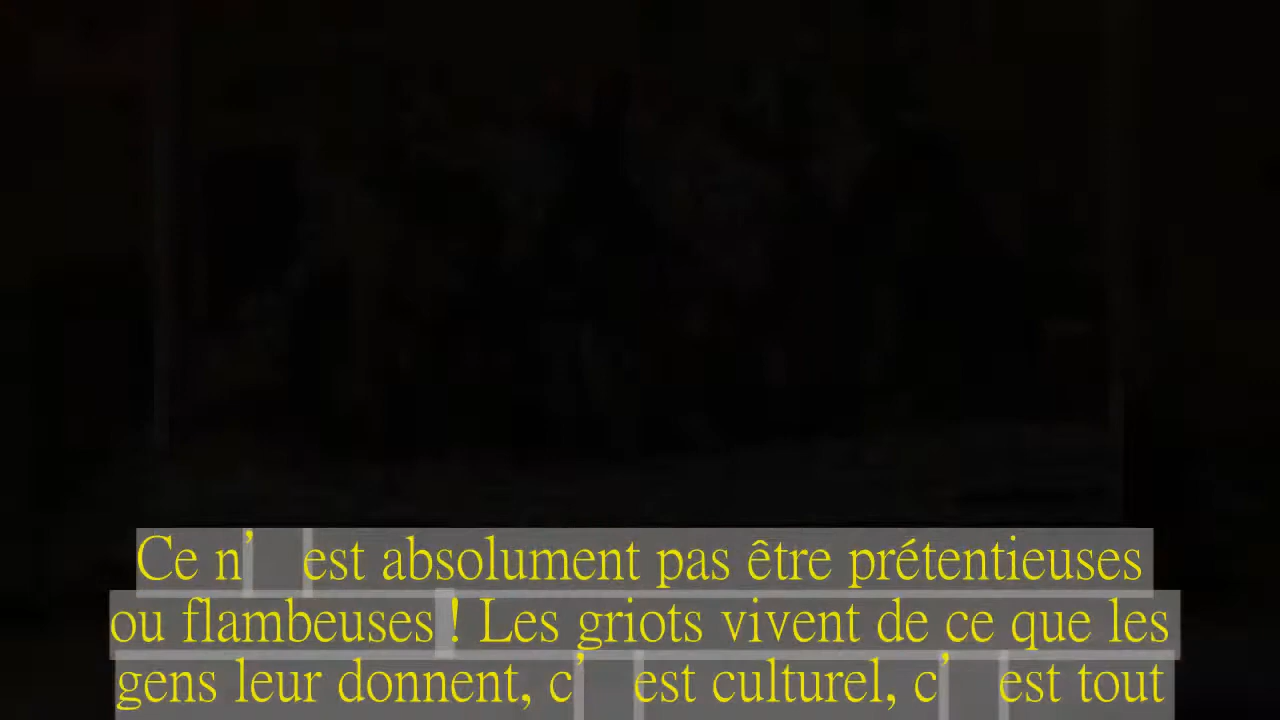 Ce n’est absolument pas être prétentieuses
ou flambeuses ! Les griots vivent de ce que les
gens leur donnent, c’est culturel, c’est tout